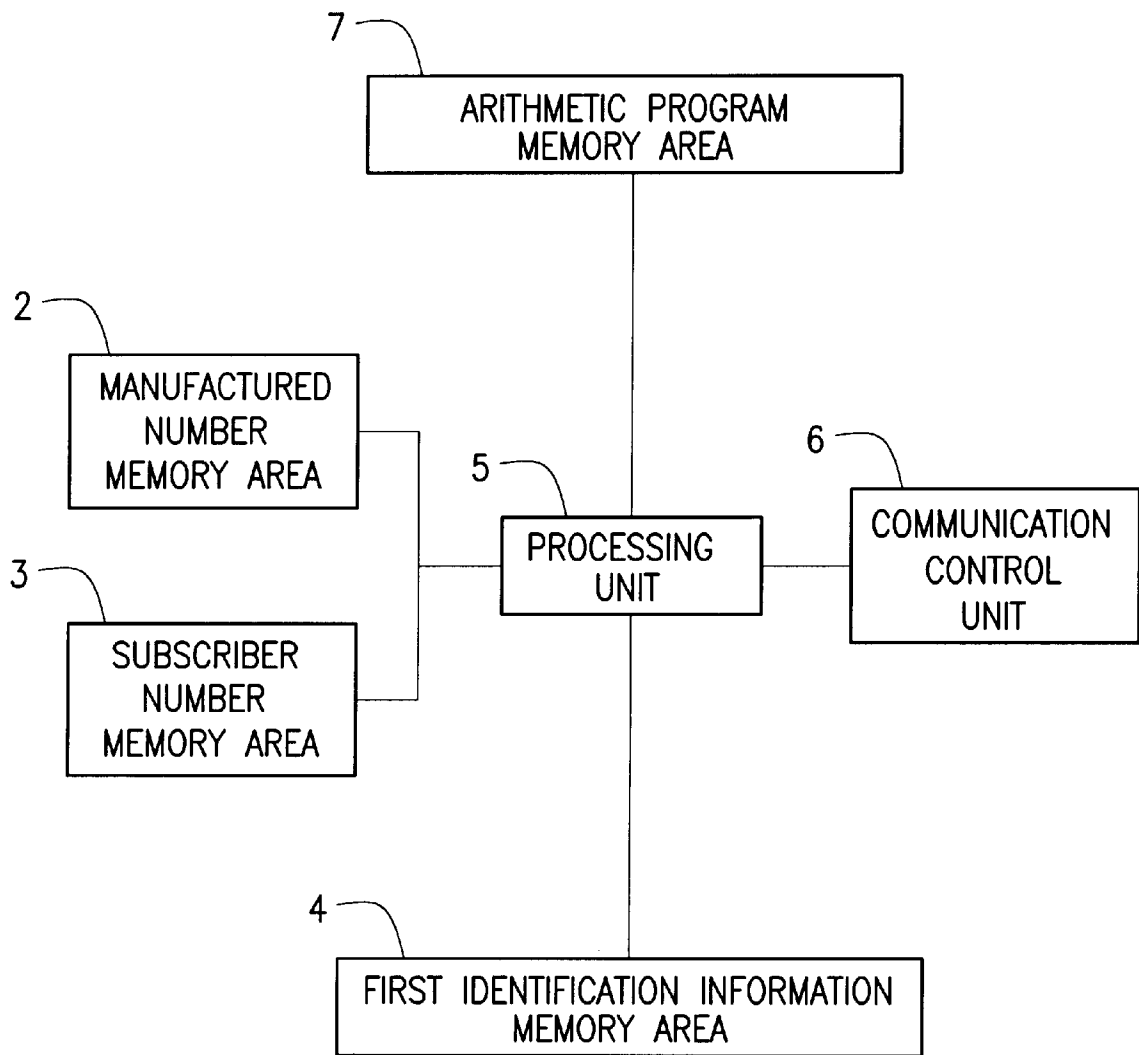 7
ARITHMETIC PROGRAM
MEMORY AREA
2
MANUFACTURED
NUMBER
MEMORY AREA
3
SUBSCRIBER
NUMBER
MEMORY AREA
5
PROCESSING
UNIT
6
COMMUNICATION
CONTROL
UNIT
4
FIRST IDENTIFICATION INFORMATION
MEMORY AREA